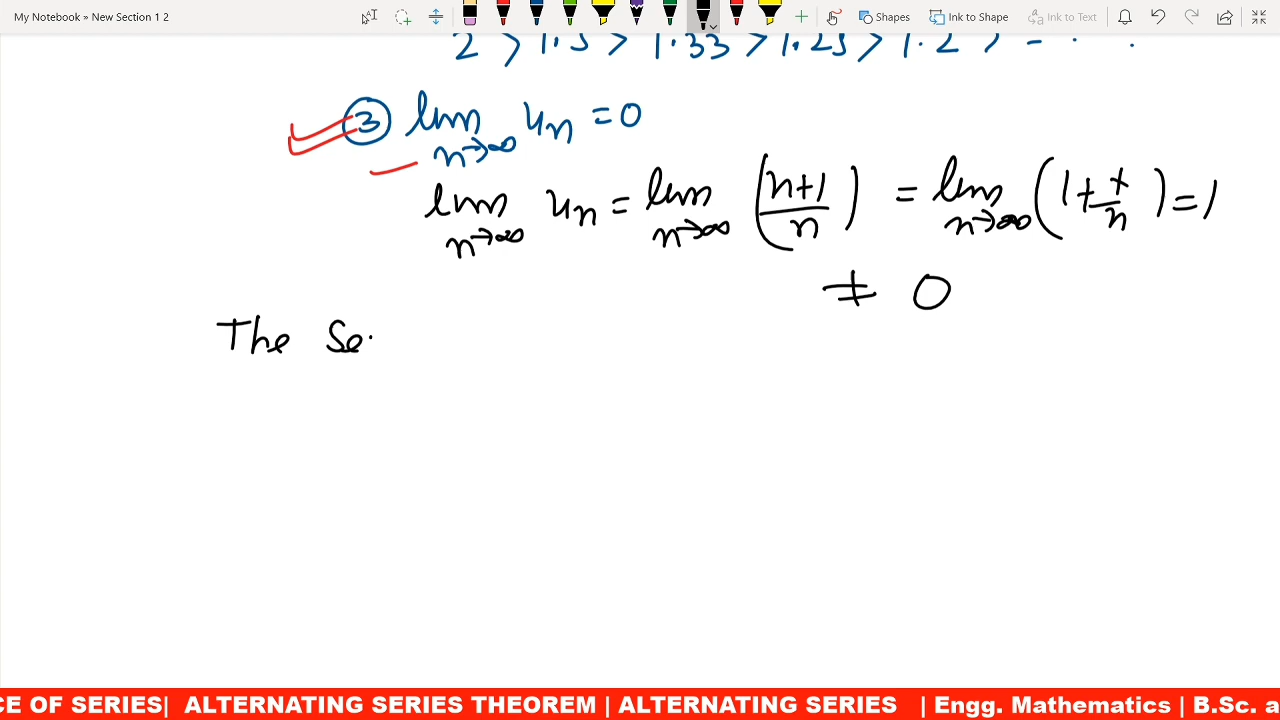 My Notebook » New Section 1 2
Shapes Ink to Shape Ink to Text
2 > 1.5 > 1.33 > 1.25 > 1.2 > - . .
③ lim n→∞ un = 0
lim n→∞ un = lim n→∞ (n+1/n) = lim n→∞ (1+1/n) = 1
≠ 0
The Se.
CE OF SERIES| ALTERNATING SERIES THEOREM | ALTERNATING SERIES | Engg. Mathematics | B.Sc. a